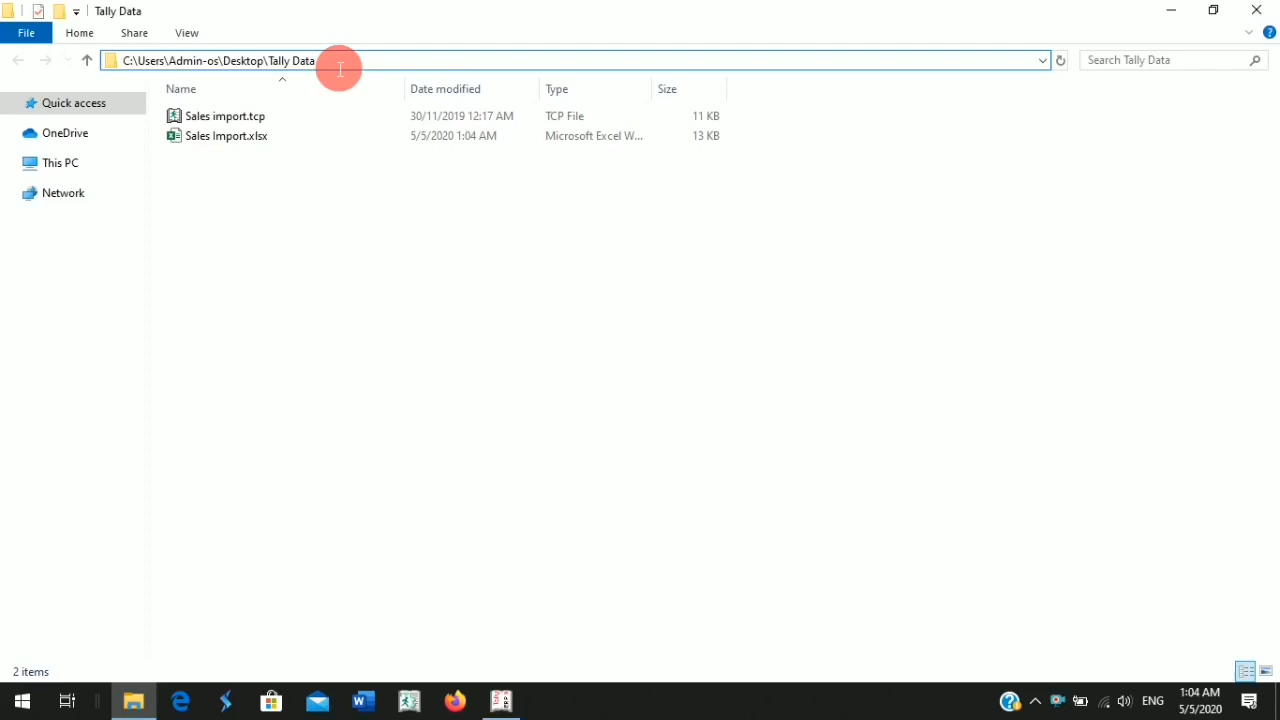 Tally Data
File Home Share View
C:\Users\Admin-os\Desktop\Tally Data
Search Tally Data
Name Date modified Type Size
Quick access
OneDrive
This PC
Network
Sales import.tcp 30/11/2019 12:17 AM TCP File 11 KB
Sales Import.xlsx 5/5/2020 1:04 AM Microsoft Excel W... 13 KB
2 items
ENG
1:04 AM
5/5/2020